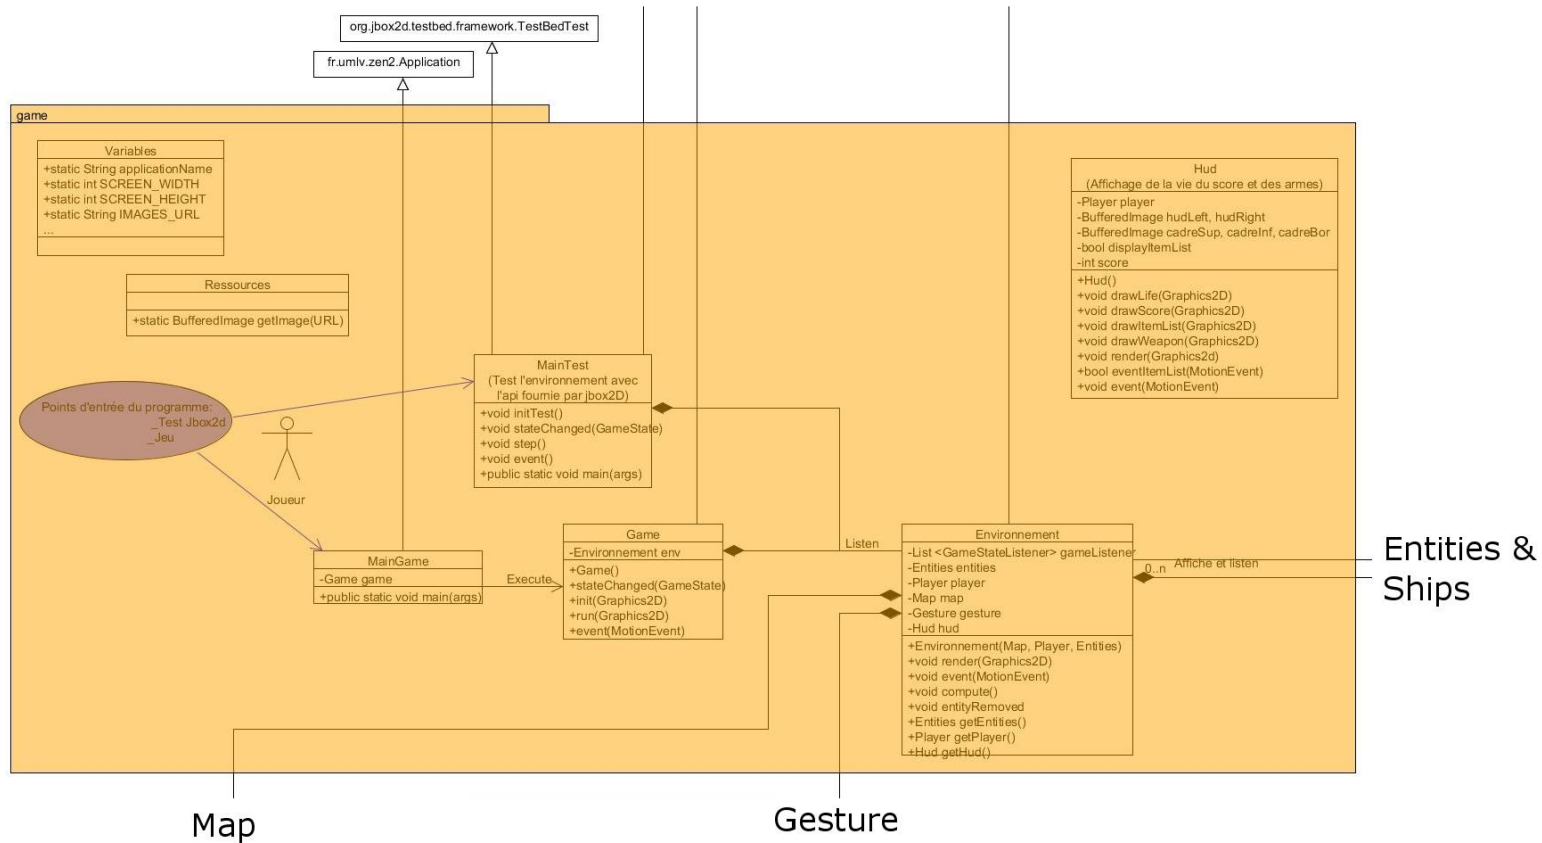 org.jbox2d.testbed.framework.TestBedTest
fr.umlv.zen2.Application
game
Variables
+static String applicationName
+static int SCREEN_WIDTH
+static int SCREEN_HEIGHT
+static String IMAGES_URL
...
Ressources
+static BufferedImage getImage(URL)
Hud
(Affichage de la vie du score et des armes)
-Player player
-BufferedImage hudLeft, hudRight
-BufferedImage cadreSup, cadreInf, cadreBor
-bool displayItemList
-int score
+Hud()
+void drawLife(Graphics2D)
+void drawScore(Graphics2D)
+void drawItemList(Graphics2D)
+void drawWeapon(Graphics2D)
+void render(Graphics2d)
+bool eventItemList(MotionEvent)
+void event(MotionEvent)
MainTest
(Test l'environnement avec
l'api fournie par jbox2D)
+void initTest()
+void stateChanged(GameState)
+void step()
+void event()
+public static void main(args)
Points d'entrée du programme:
_Test Jbox2d
_Jeu
Joueur
MainGame
-Game game
+public static void main(args)
Execute
Game
-Environnement env
+Game()
+stateChanged(GameState)
+init(Graphics2D)
+run(Graphics2D)
+event(MotionEvent)
Listen
Environnement
-List <GameStateListener> gameListener
-Entities entities
-Player player
-Map map
-Gesture gesture
-Hud hud
+Environnement(Map, Player, Entities)
+void render(Graphics2D)
+void event(MotionEvent)
+void compute()
+void entityRemoved
+Entities getEntities()
+Player getPlayer()
+Hud getHud()
0..n
Affiche et listen
Entities &
Ships
Map
Gesture